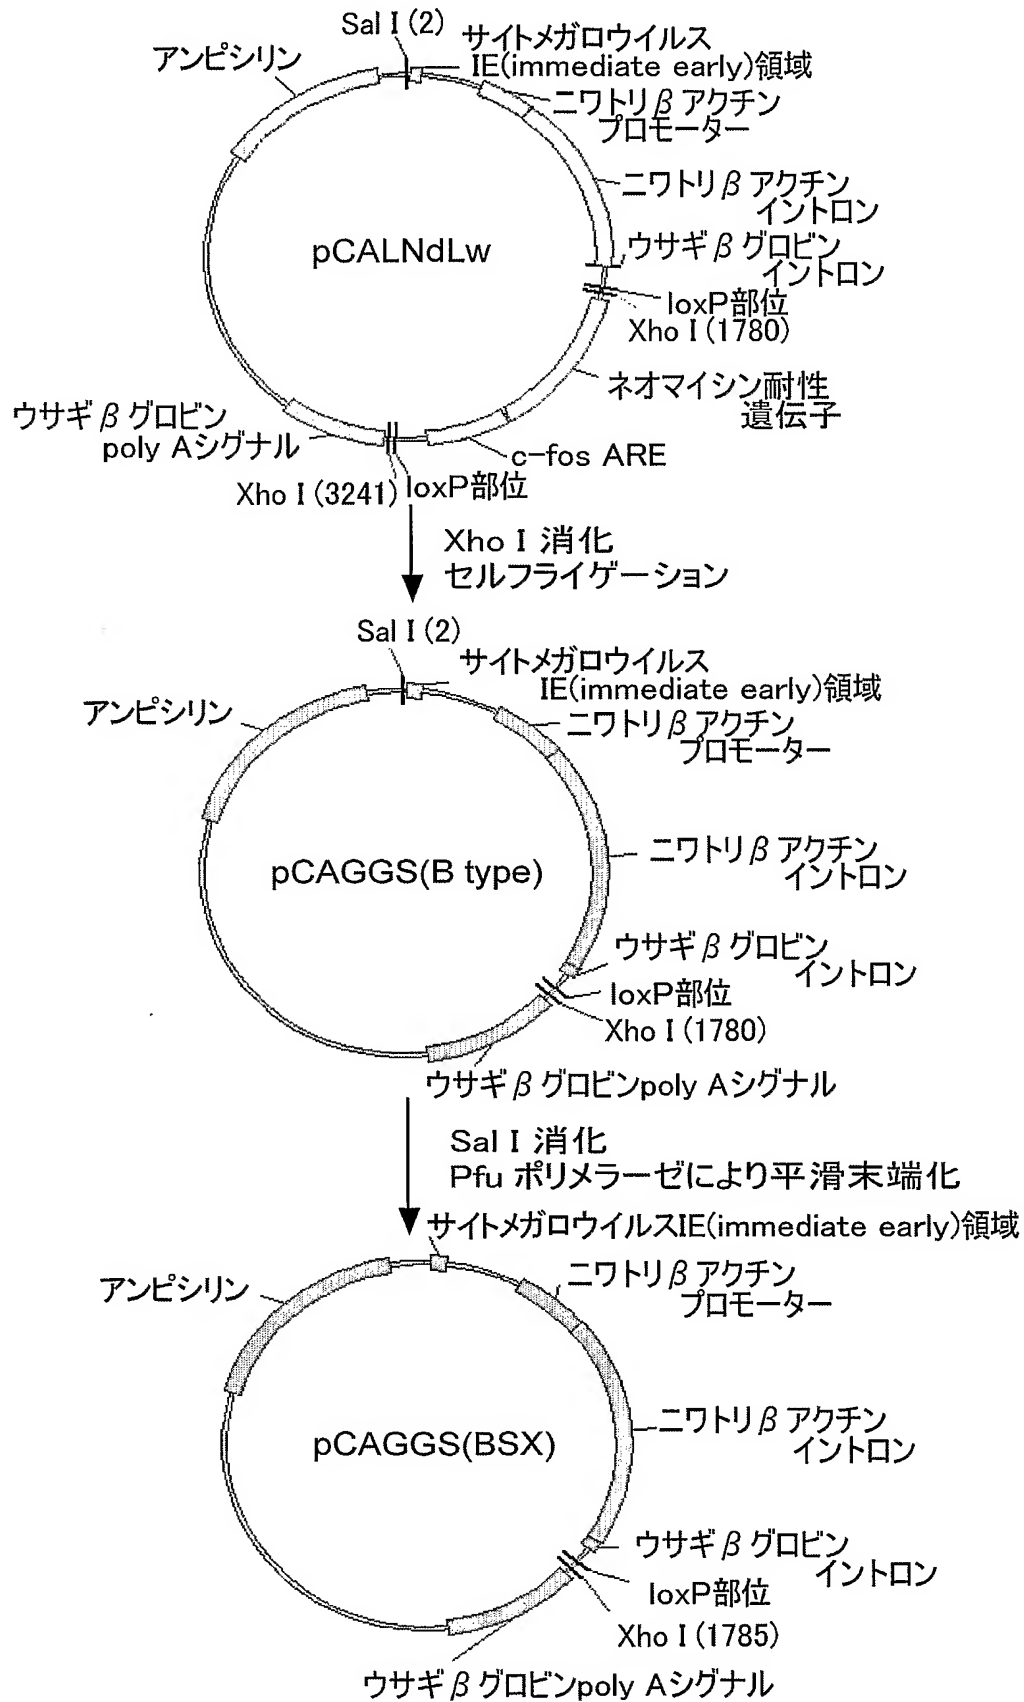 Sal I (2)
サイトメガロウイルス
IE(immediate early)領域
アンピシリン
ニワトリβアクチン
プロモーター
ニワトリβアクチン
イントロン
pCALNdLw
ウサギβグロビン
イントロン
loxP部位
Xho I (1780)
ネオマイシン耐性
遺伝子
ウサギβグロビン
poly Aシグナル
c-fos ARE
Xho I (3241)
loxP部位
Xho I 消化
セルフライゲーション
Sal I (2)
サイトメガロウイルス
IE(immediate early)領域
アンピシリン
ニワトリβアクチン
プロモーター
ニワトリβアクチン
イントロン
pCAGGS(B type)
ウサギβグロビン
イントロン
loxP部位
Xho I (1780)
ウサギβグロビンpoly Aシグナル
Sal I 消化
Pfu ポリメラーゼにより平滑末端化
サイトメガロウイルスIE(immediate early)領域
アンピシリン
ニワトリβアクチン
プロモーター
ニワトリβアクチン
イントロン
pCAGGS(BSX)
ウサギβグロビン
イントロン
loxP部位
Xho I (1785)
ウサギβグロビンpoly Aシグナル